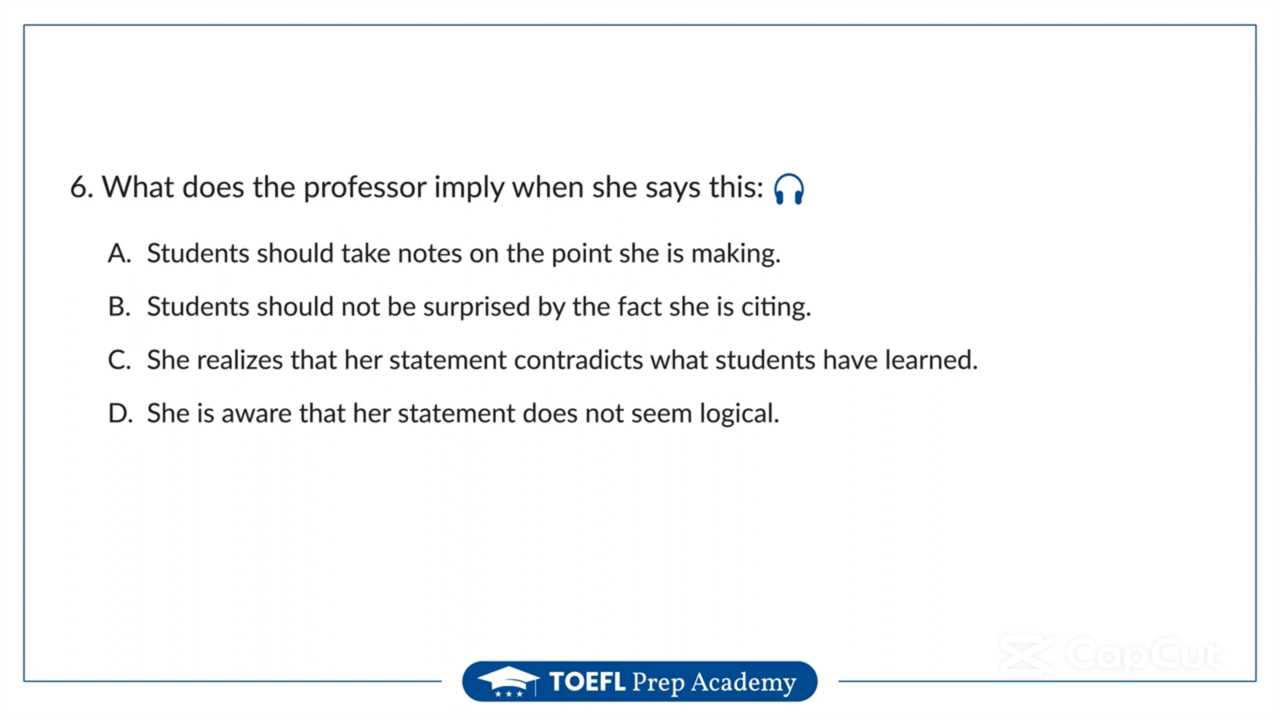 6. What does the professor imply when she says this:
A. Students should take notes on the point she is making.
B. Students should not be surprised by the fact she is citing.
C. She realizes that her statement contradicts what students have learned.
D. She is aware that her statement does not seem logical.
CapCut
TOEFL Prep Academy